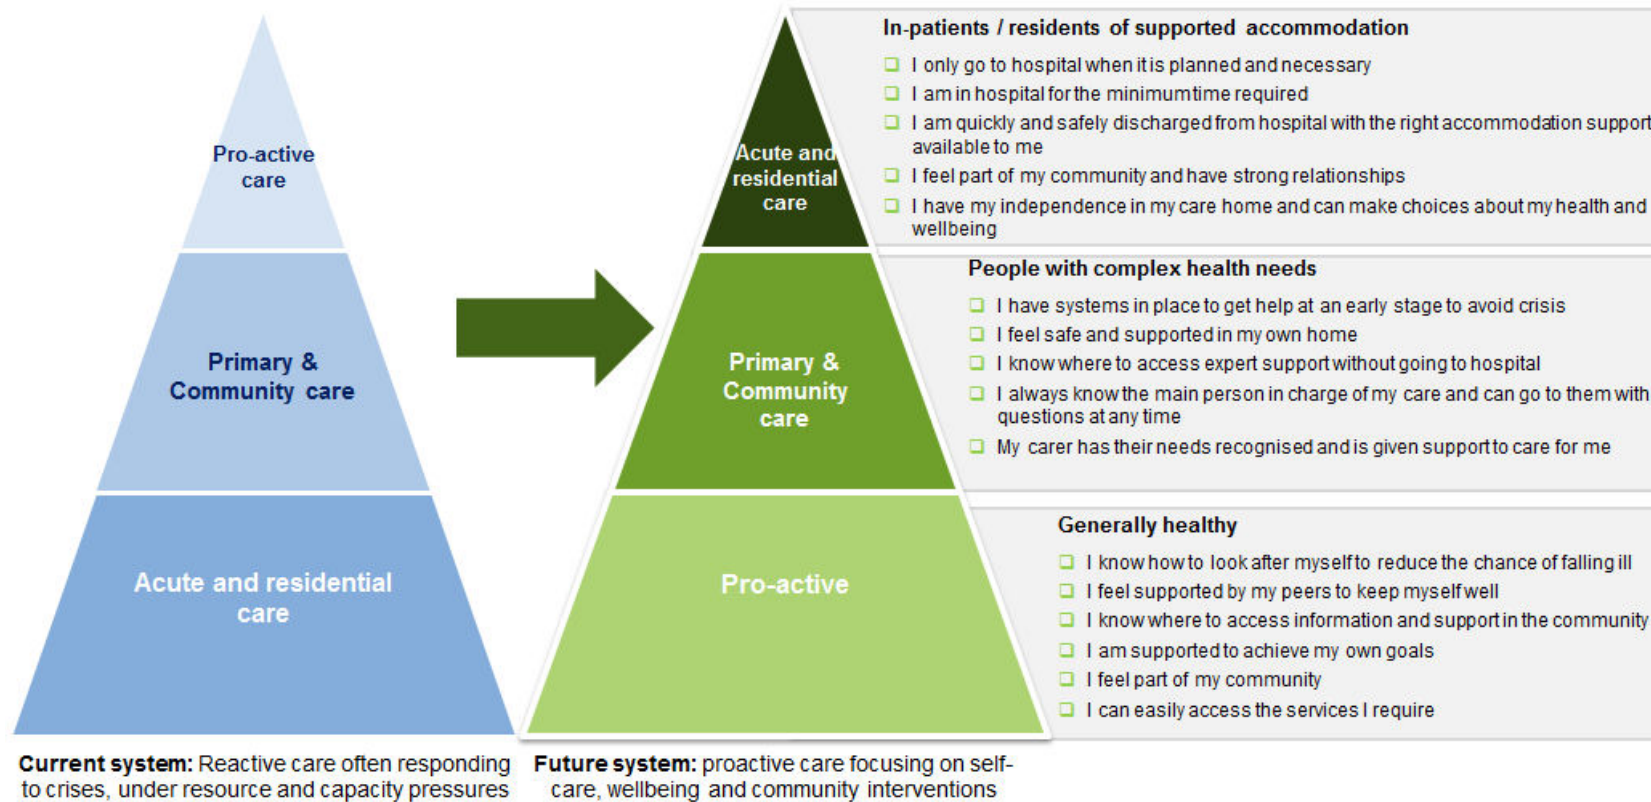 Pro-active
care
Primary &
Community care
Acute and residential
care
Current system: Reactive care often responding
to crises, under resource and capacity pressures
Acute and
residential
care
Primary &
Community
care
Pro-active
Future system: proactive care focusing on self-
care, wellbeing and community interventions
In-patients / residents of supported accommodation
I only go to hospital when it is planned and necessary
I am in hospital for the minimum time required
I am quickly and safely discharged from hospital with the right accommodation support
available to me
I feel part of my community and have strong relationships
I have my independence in my care home and can make choices about my health and
wellbeing
People with complex health needs
I have systems in place to get help at an early stage to avoid crisis
I feel safe and supported in my own home
I know where to access expert support without going to hospital
I always know the main person in charge of my care and can go to them with
questions at any time
My carer has their needs recognised and is given support to care for me
Generally healthy
I know how to look after myself to reduce the chance of falling ill
I feel supported by my peers to keep myself well
I know where to access information and support in the community
I am supported to achieve my own goals
I feel part of my community
I can easily access the services I require